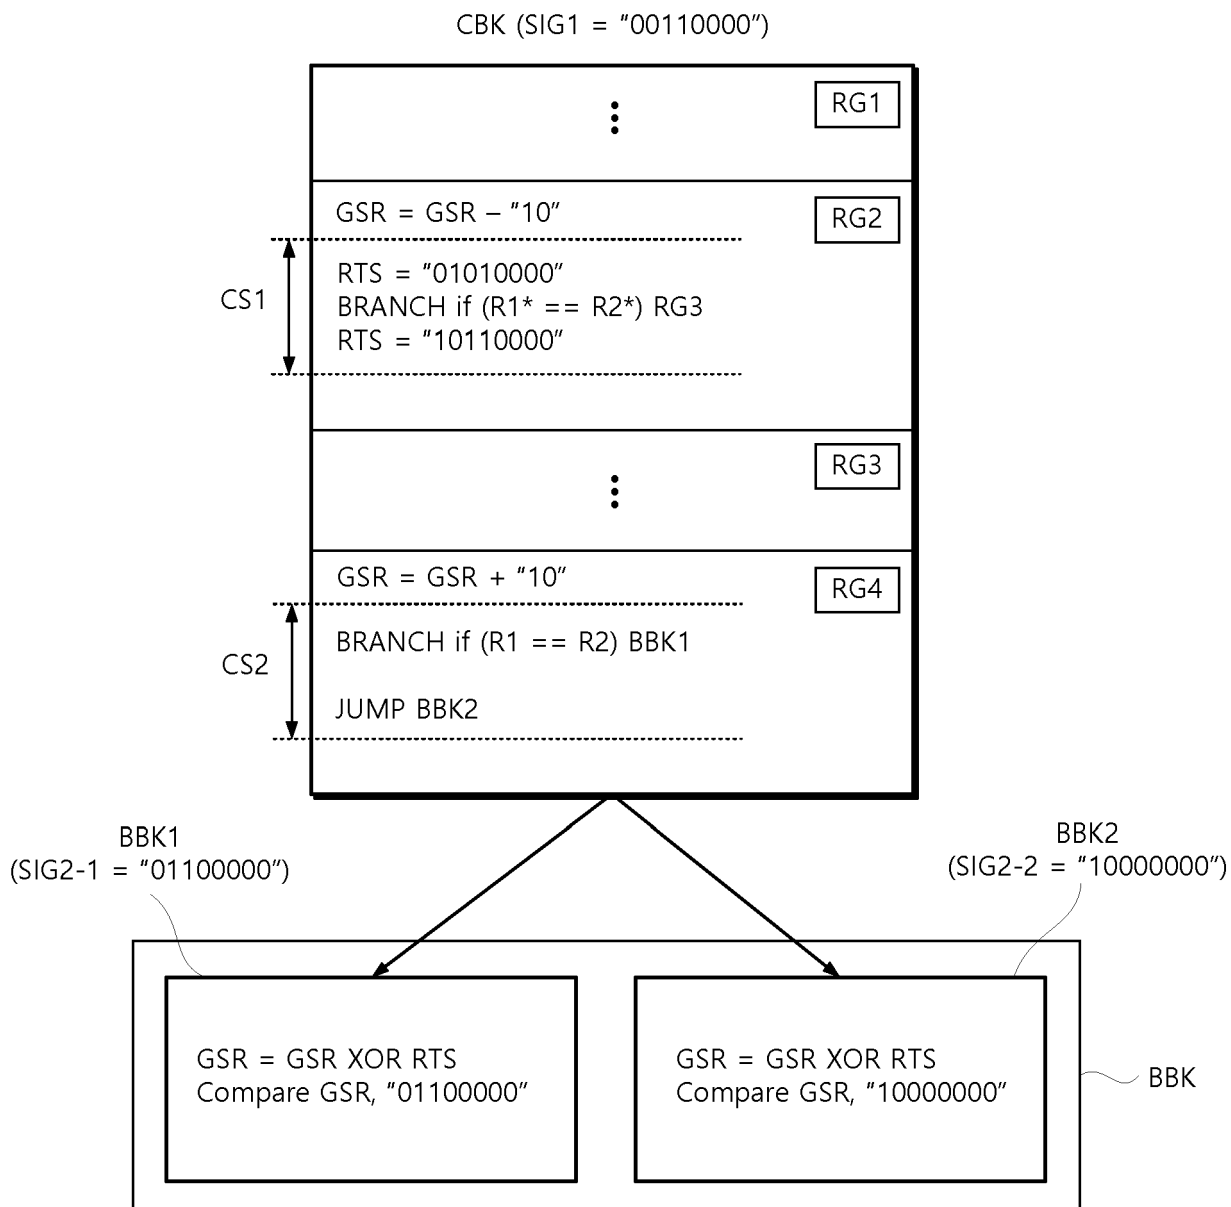 CBK (SIG1 = “00110000”)
RG1
GSR = GSR – “10”
RG2
CS1
RTS = “01010000”
BRANCH if (R1* == R2*) RG3
RTS = “10110000”
RG3
GSR = GSR + “10”
RG4
CS2
BRANCH if (R1 == R2) BBK1
JUMP BBK2
BBK1
(SIG2-1 = “01100000”)
BBK2
(SIG2-2 = “10000000”)
GSR = GSR XOR RTS
Compare GSR, “01100000”
GSR = GSR XOR RTS
Compare GSR, “10000000”
BBK